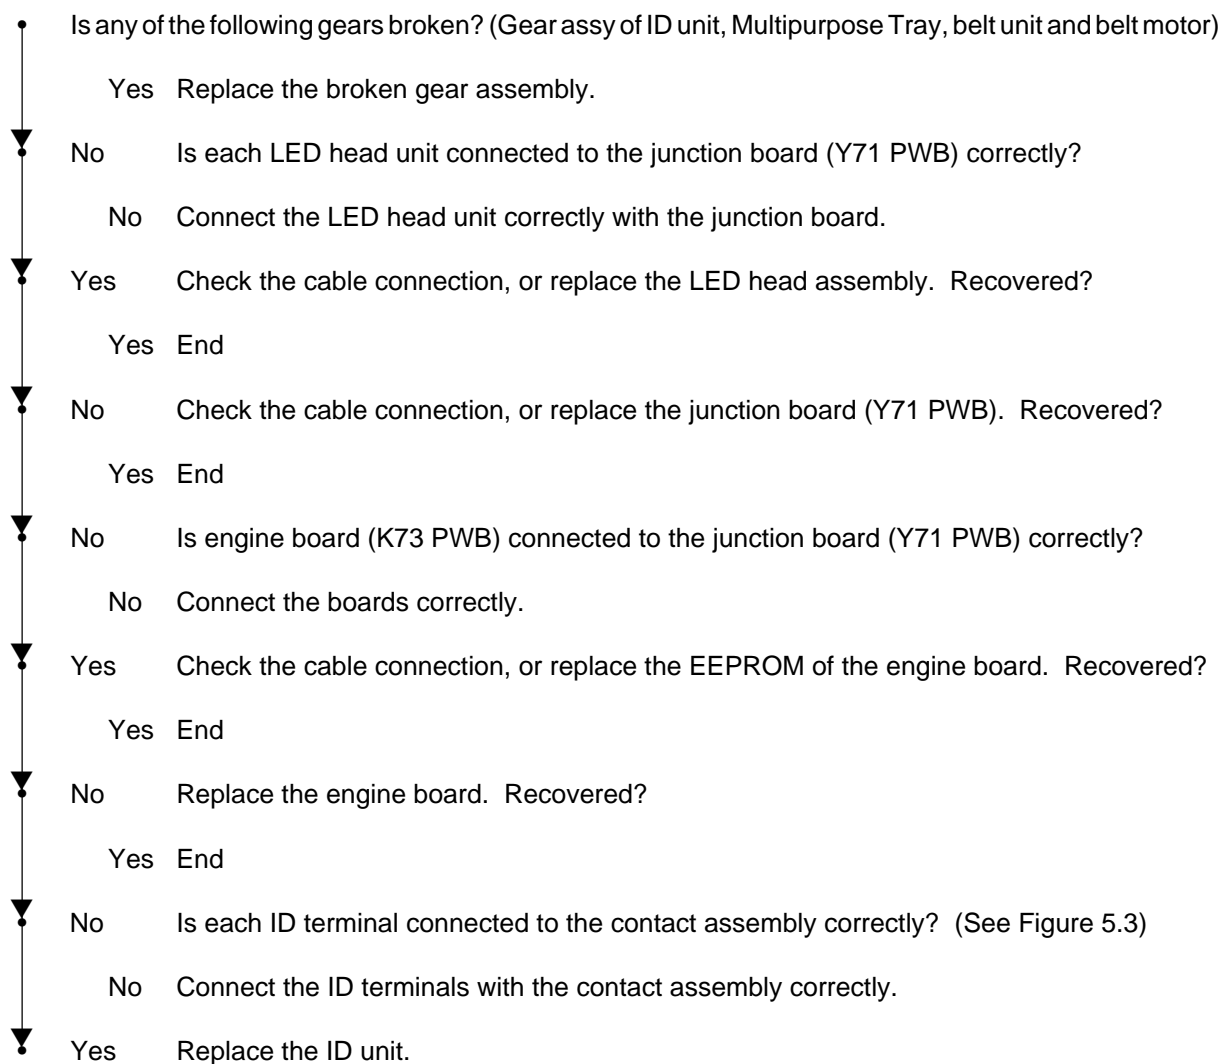 Is any of the following gears broken? (Gear assy of ID unit, Multipurpose Tray, belt unit and belt motor)
Yes Replace the broken gear assembly.
No Is each LED head unit connected to the junction board (Y71 PWB) correctly?
No Connect the LED head unit correctly with the junction board.
Yes Check the cable connection, or replace the LED head assembly. Recovered?
Yes End
No Check the cable connection, or replace the junction board (Y71 PWB). Recovered?
Yes End
No Is engine board (K73 PWB) connected to the junction board (Y71 PWB) correctly?
No Connect the boards correctly.
Yes Check the cable connection, or replace the EEPROM of the engine board. Recovered?
Yes End
No Replace the engine board. Recovered?
Yes End
No Is each ID terminal connected to the contact assembly correctly? (See Figure 5.3)
No Connect the ID terminals with the contact assembly correctly.
Yes Replace the ID unit.